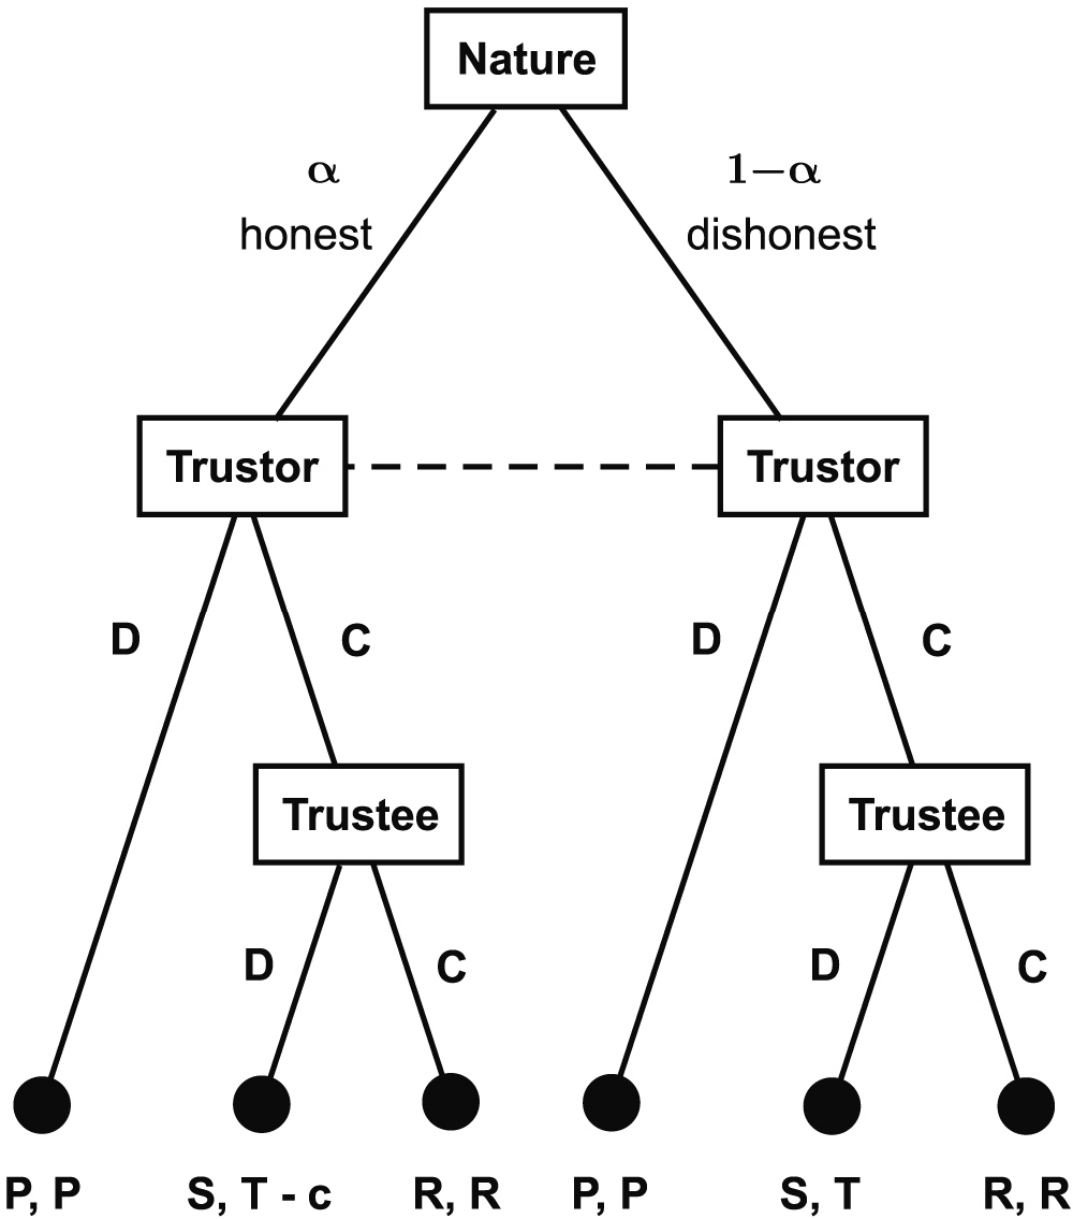 Nature
α 1−α
honest dishonest
Trustor Trustor
D C D C
Trustee Trustee
D C D C
P, P S, T - c R, R P, P S, T R, R